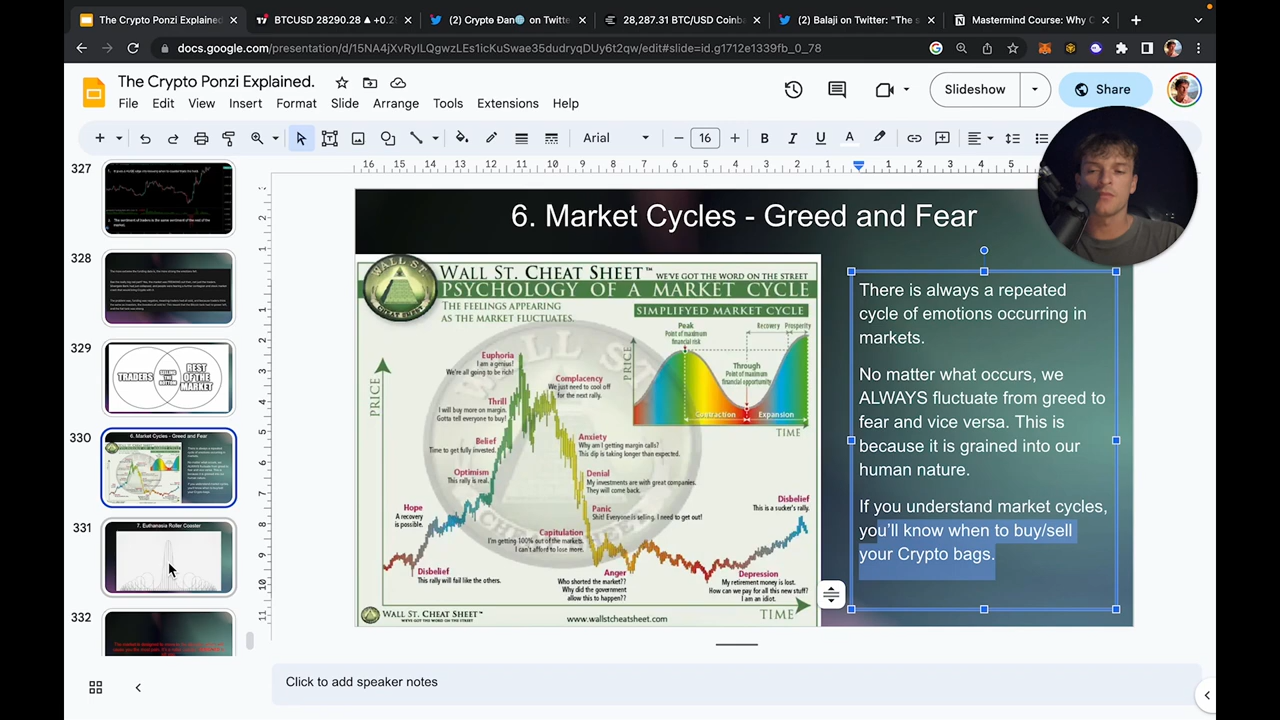 The Crypto Ponzi Explained.
BTCUSD 28290.00 ▲ +0.2
(2) Crypto Ðan on Twitte
28,287.31 BTC/USD Coinb
(2) Balaji on Twitter: "The s
Mastermind Course: Why C
docs.google.com/presentation/d/15NA4jXvRyILQgwzLEs1icKuSwae35dudryqDUy6t2qw/edit#slide=id.g1712e1339fb_0_78
The Crypto Ponzi Explained.
File Edit View Insert Format Slide Arrange Tools Extensions Help
Slideshow
Share
Arial
16
327
328
329
TRADERS
REST OF THE MARKET
330
6. Market Cycles - Greed and Fear
331
7. Euthanasia Roller Coaster
332
6. Market Cycles - Greed and Fear
WALL ST. CHEAT SHEET™ WE'VE GOT THE WORD ON THE STREET
PSYCHOLOGY OF A MARKET CYCLE
THE FEELINGS APPEARING
AS THE MARKET FLUCTUATES.
SIMPLIFYED MARKET CYCLE
Peak
Point of maximum
financial risk
Recovery Prosperity
PRICE
Through
Point of maximum
financial opportunity
Contraction
Expansion
TIME
PRICE
Euphoria
I am a genius!
We're all going to be rich!
Complacency
We just need to cool off
for the next rally.
Thrill
I will buy more on margin.
Gotta tell everyone to buy!
Belief
Time to get fully invested.
Anxiety
Why am I getting margin calls?
This dip is taking longer than expected.
Optimism
This rally is real.
Denial
My investments are with great companies.
They will come back.
Hope
A recovery
is possible.
Panic
Shit! Everyone is selling. I need to get out!
Disbelief
This is a sucker's rally.
Capitulation
I'm getting 100% out of the markets.
I can't afford to lose more.
Disbelief
This rally will fail like the others.
Anger
Who shorted the market??
Why did the government
allow this to happen??
Depression
My retirement money is lost.
How can we pay for all this new stuff?
I am an idiot.
WALL ST. CHEAT SHEET™
WE'VE GOT THE WORD ON THE STREET
www.wallstcheatsheet.com
TIME
There is always a repeated
cycle of emotions occurring in
markets.
No matter what occurs, we
ALWAYS fluctuate from greed to
fear and vice versa. This is
because it is grained into our
human nature.
If you understand market cycles,
you'll know when to buy/sell
your Crypto bags.
Click to add speaker notes